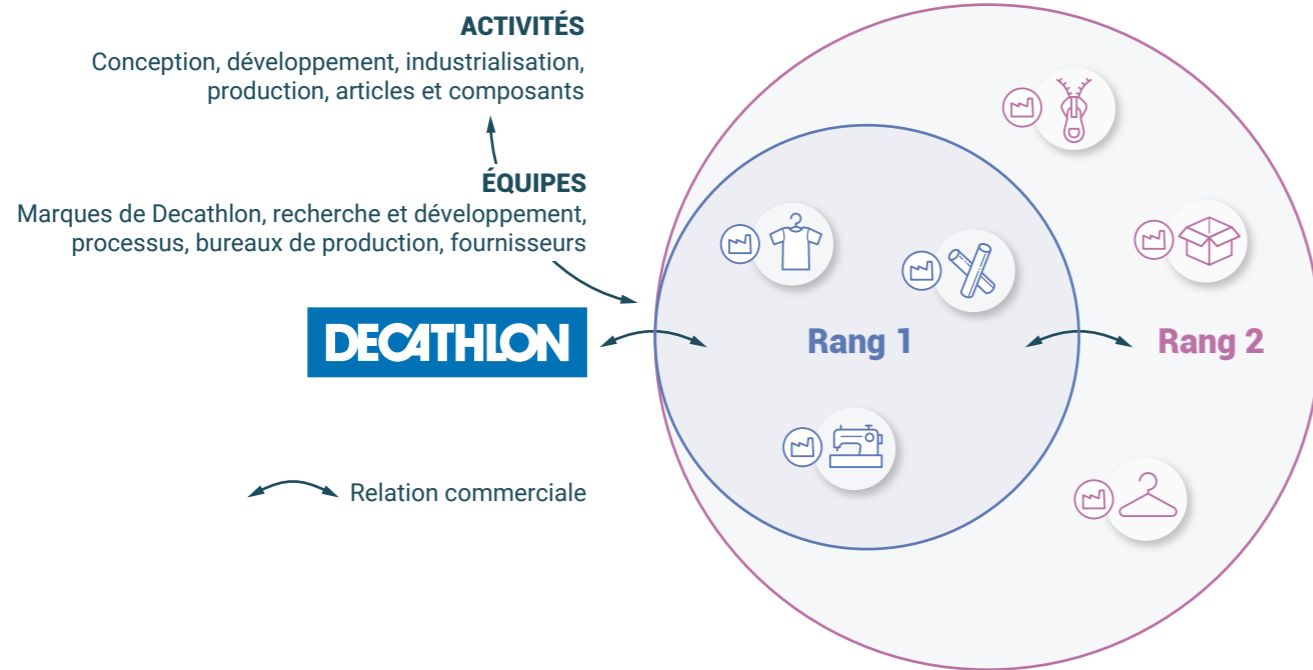 ACTIVITÉS
Conception, développement, industrialisation,
production, articles et composants
ÉQUIPES
Marques de Decathlon, recherche et développement,
processus, bureaux de production, fournisseurs
DECATHLON
Rang 1
Rang 2
Relation commerciale